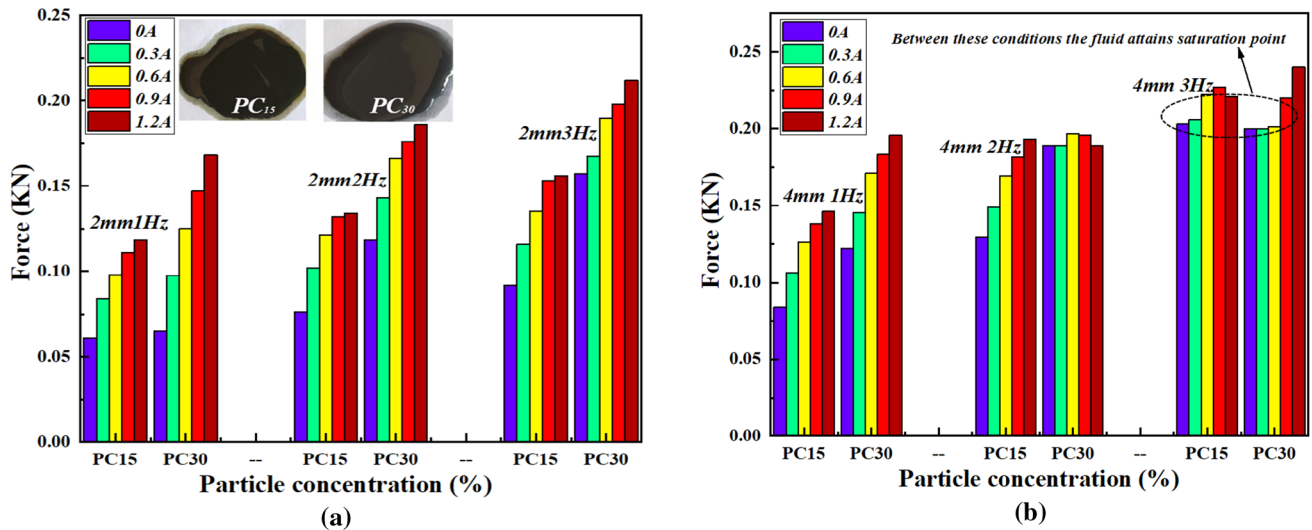 0.25
0.20
0.15
0.10
0.05
0.00
Force (KN)
0A
0.3A
0.6A
0.9A
1.2A
PC15
PC30
2mm1Hz
2mm2Hz
2mm3Hz
PC15 PC30 -- PC15 PC30 -- PC15 PC30
Particle concentration (%)
(a)
0.25
0.20
0.15
0.10
0.05
0.00
Force (KN)
0A
0.3A
0.6A
0.9A
1.2A
Between these conditions the fluid attains saturation point
4mm 1Hz
4mm 2Hz
4mm 3Hz
PC15 PC30 -- PC15 PC30 -- PC15 PC30
Particle concentration (%)
(b)